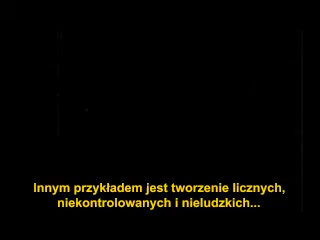 Innym przykładem jest tworzenie licznych,
niekontrolowanych i nieludzkich...